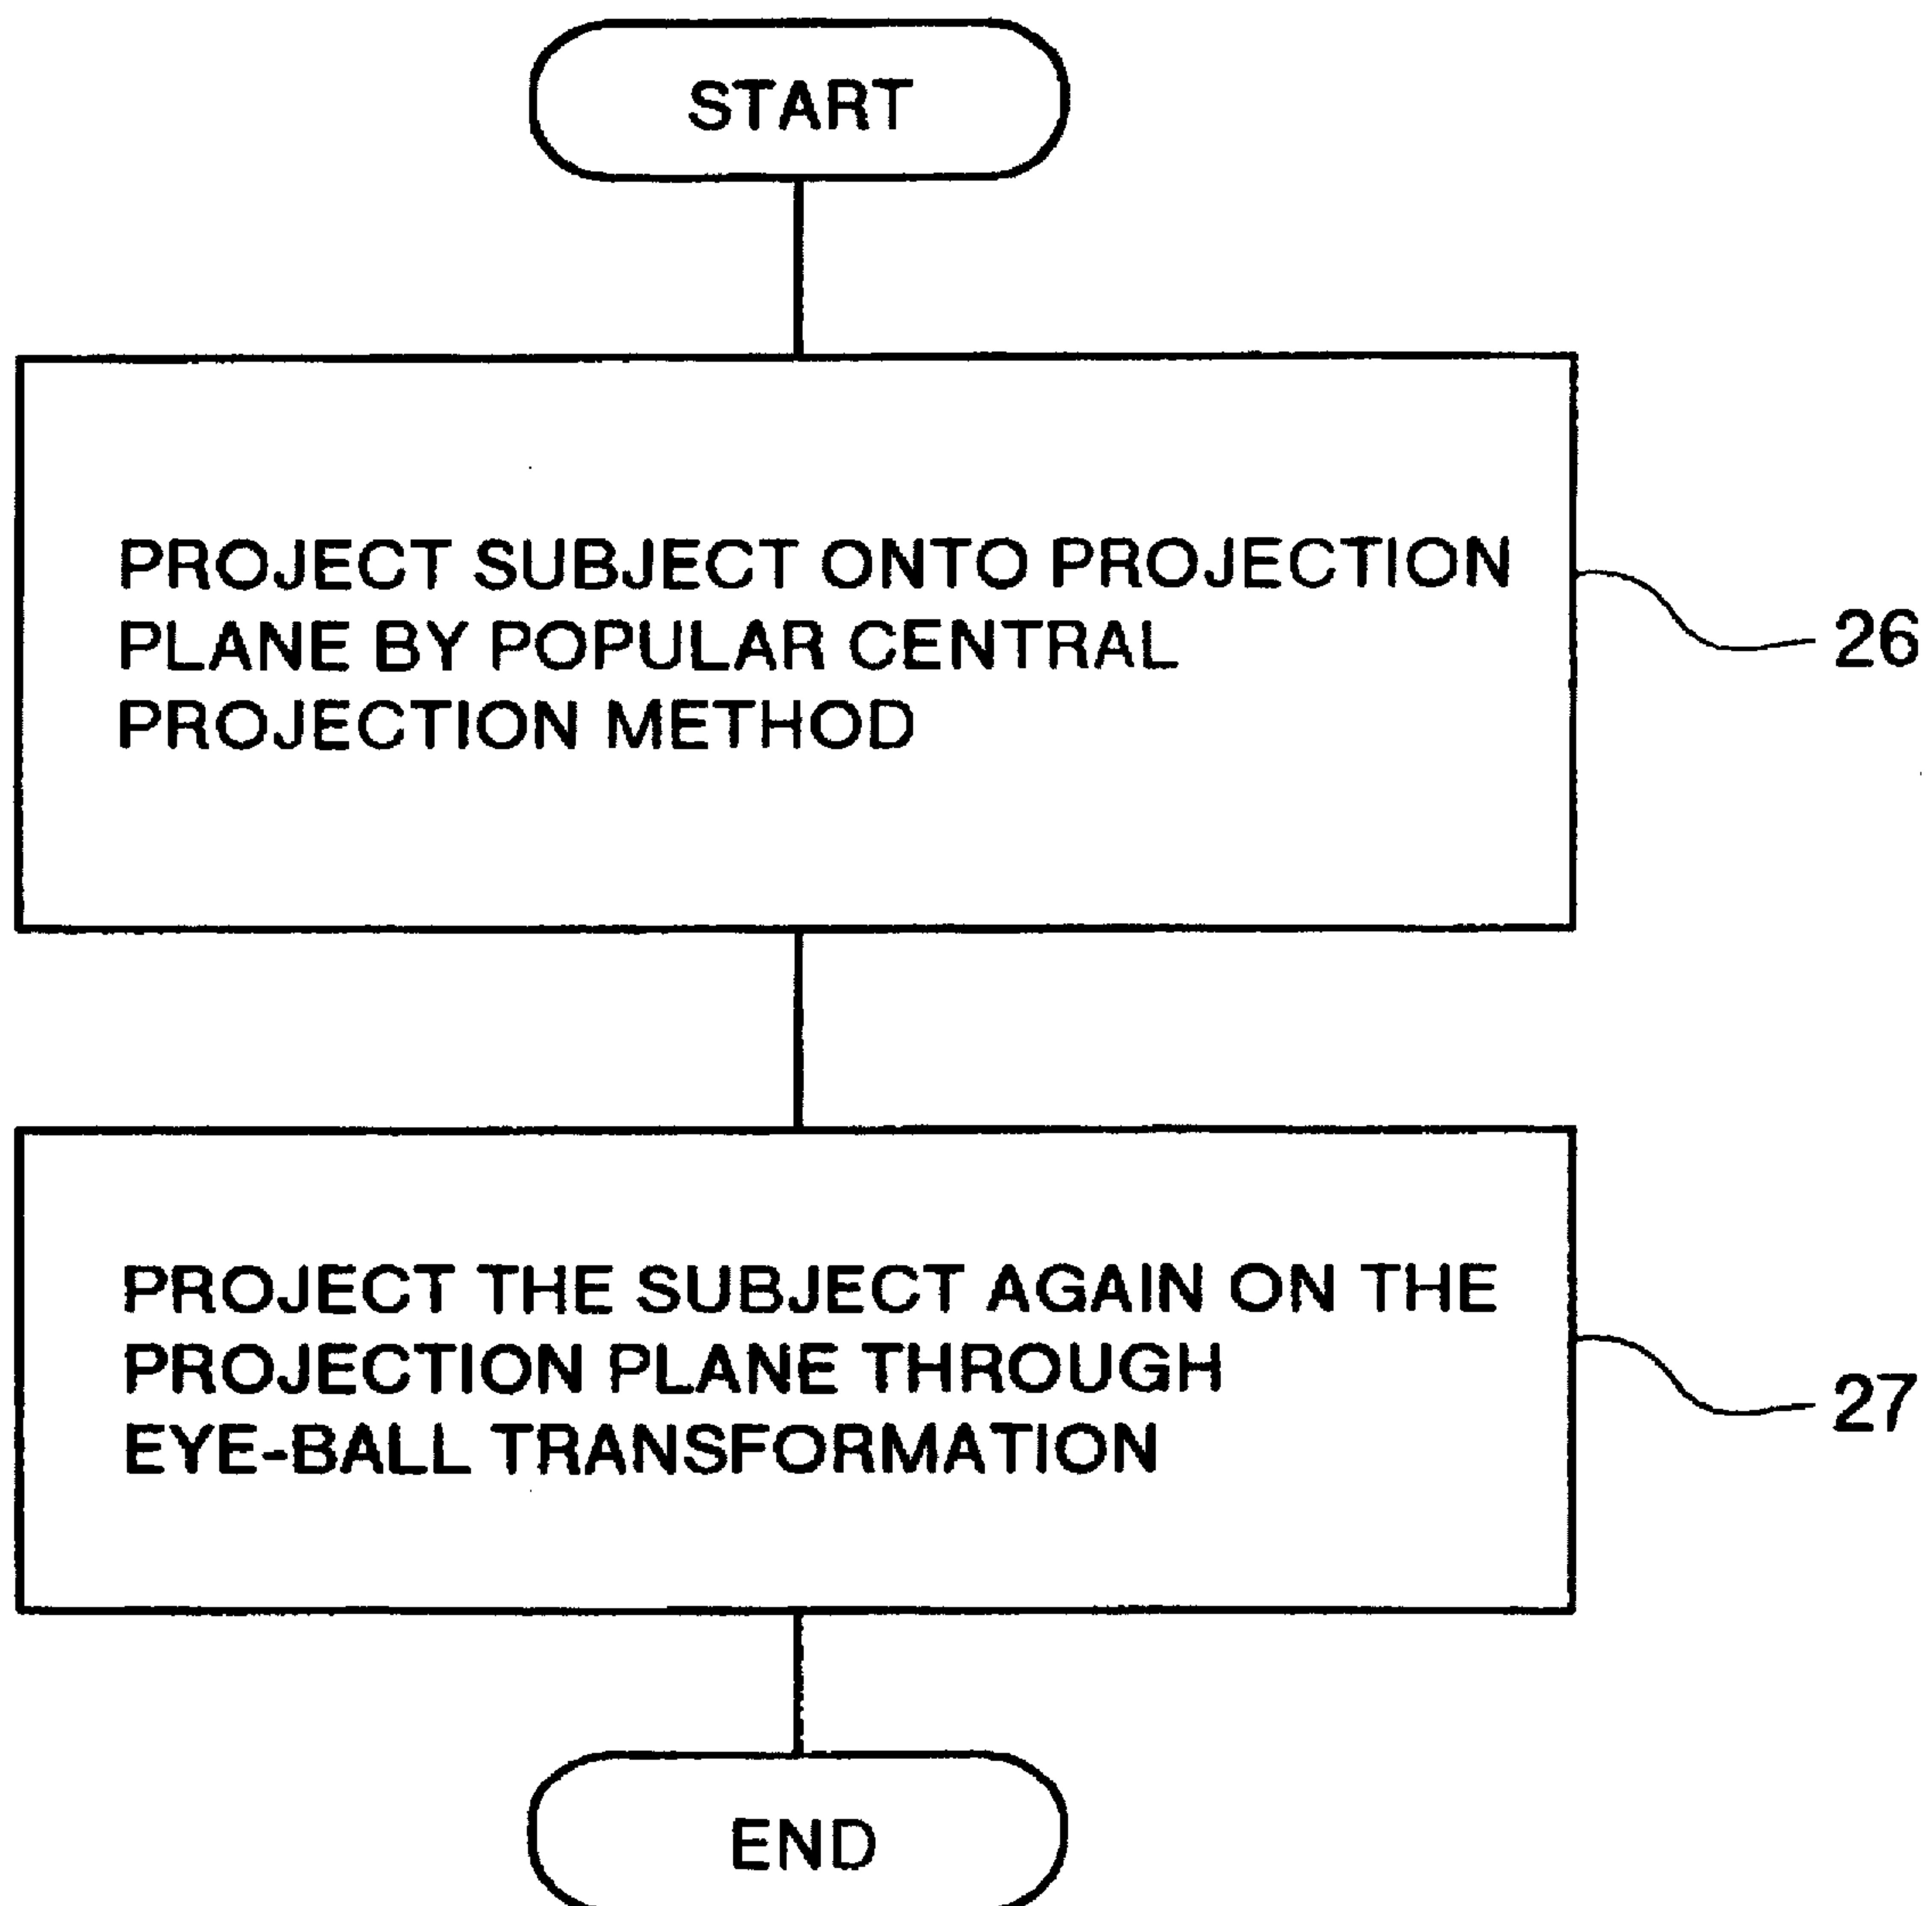 START
PROJECT SUBJECT ONTO PROJECTION
PLANE BY POPULAR CENTRAL
PROJECTION METHOD
26
PROJECT THE SUBJECT AGAIN ON THE
PROJECTION PLANE THROUGH
EYE-BALL TRANSFORMATION
27
END